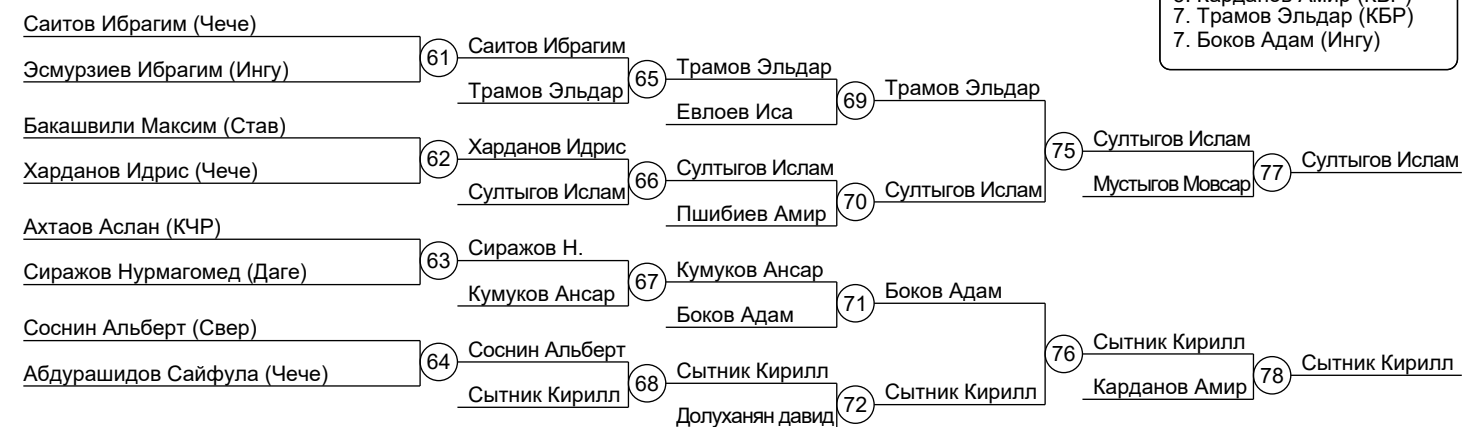 5. Карданов Амир (КБР)
7. Трамов Эльдар (КБР)
7. Боков Адам (Ингу)
Саитов Ибрагим (Чече)
Эсмурзиев Ибрагим (Ингу)
61
Саитов Ибрагим
Трамов Эльдар
65
Трамов Эльдар
Евлоев Иса
69
Трамов Эльдар
Бакашвили Максим (Став)
Харданов Идрис (Чече)
62
Харданов Идрис
Султыгов Ислам
66
Султыгов Ислам
Пшибиев Амир
70
Султыгов Ислам
75
Султыгов Ислам
Мустыгов Мовсар
77
Султыгов Ислам
Ахтаов Аслан (КЧР)
Сиражов Нурмагомед (Даге)
63
Сиражов Н.
Кумуков Ансар
67
Кумуков Ансар
Боков Адам
71
Боков Адам
Соснин Альберт (Свер)
Абдурашидов Сайфула (Чече)
64
Соснин Альберт
Сытник Кирилл
68
Сытник Кирилл
Долуханян давид
72
Сытник Кирилл
76
Сытник Кирилл
Карданов Амир
78
Сытник Кирилл